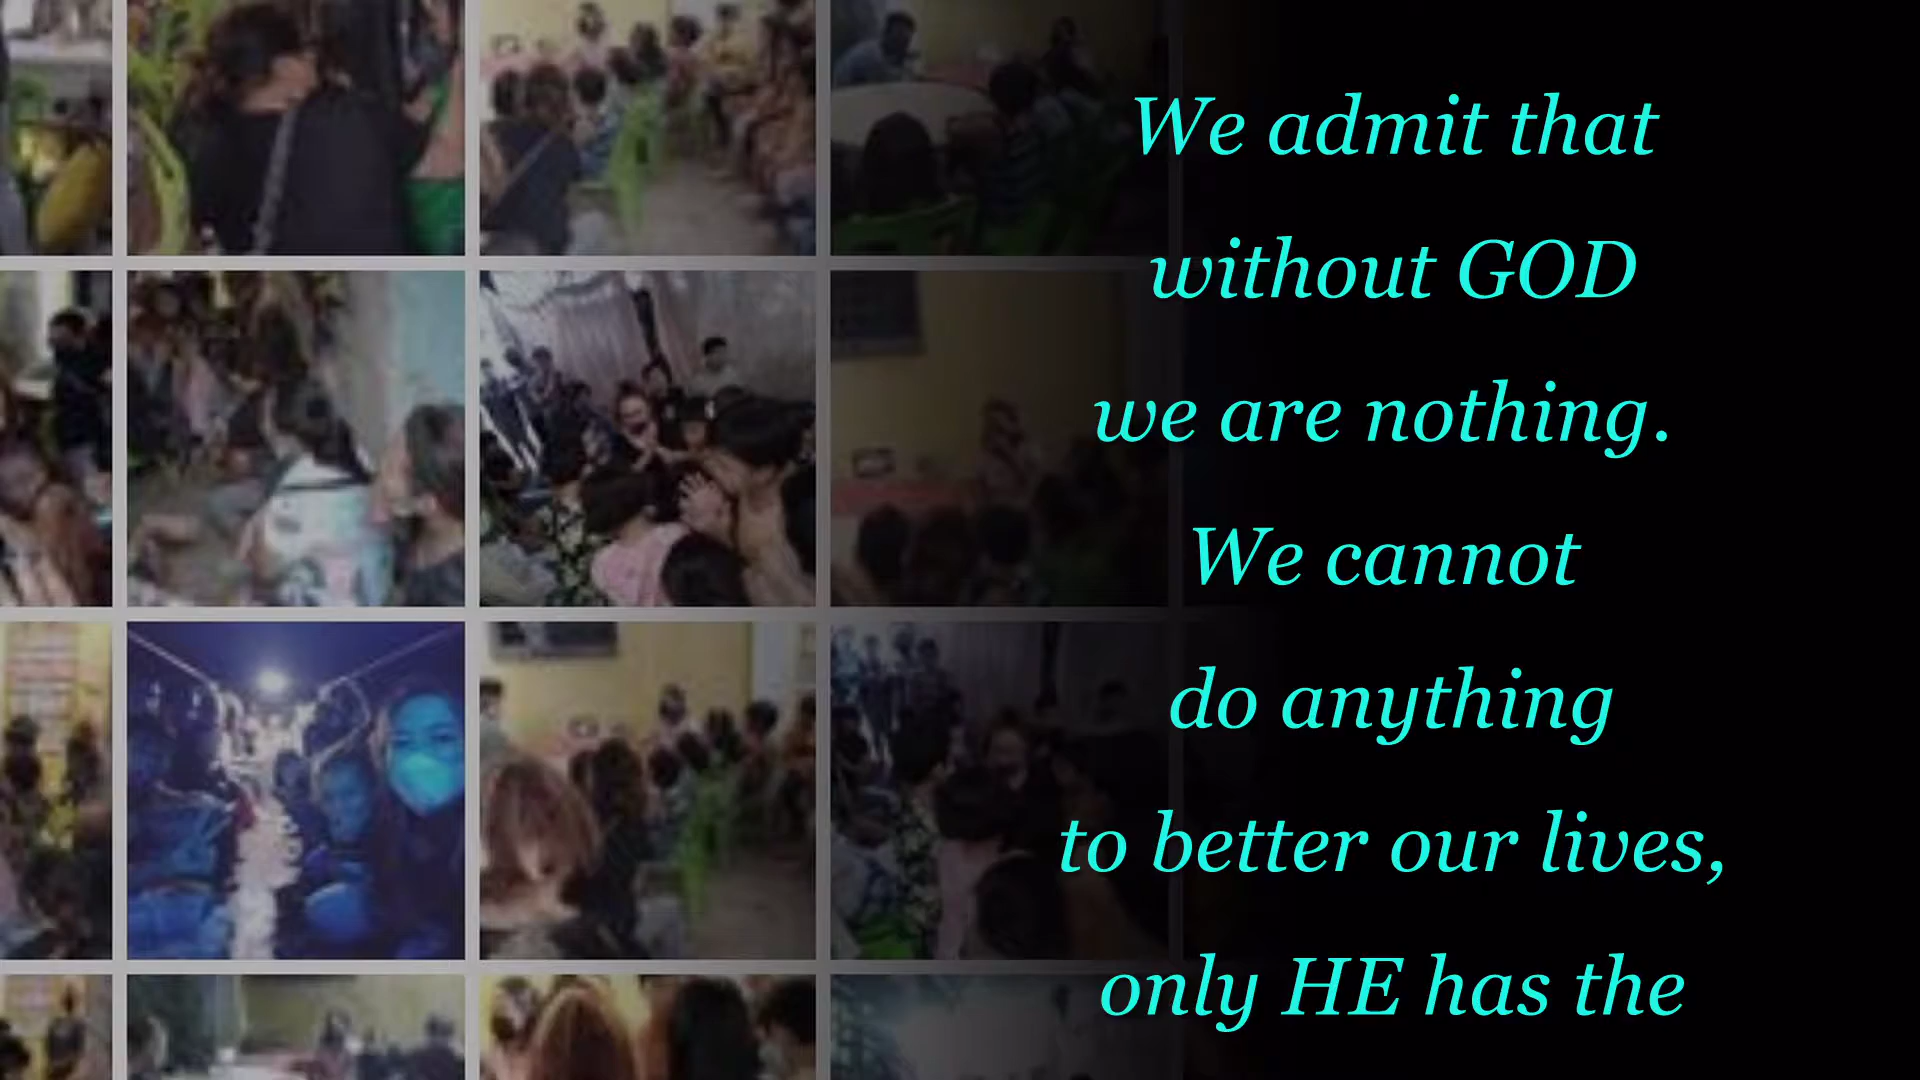 We admit that
without GOD
we are nothing.
We cannot
do anything
to better our lives,
only HE has the